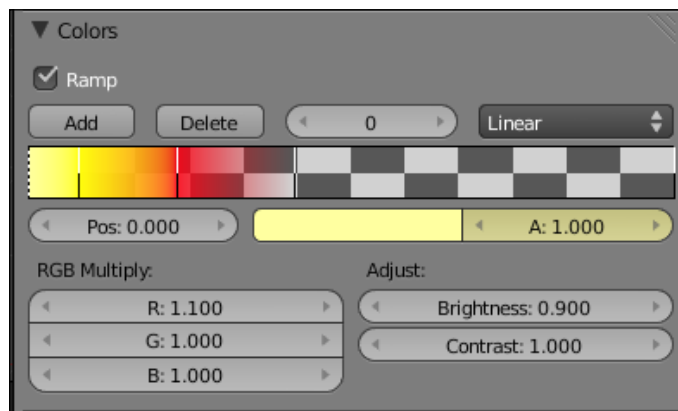 Colors
Ramp
Add Delete 0 Linear
Pos: 0.000 A: 1.000
RGB Multiply: Adjust:
R: 1.100 Brightness: 0.900
G: 1.000 Contrast: 1.000
B: 1.000